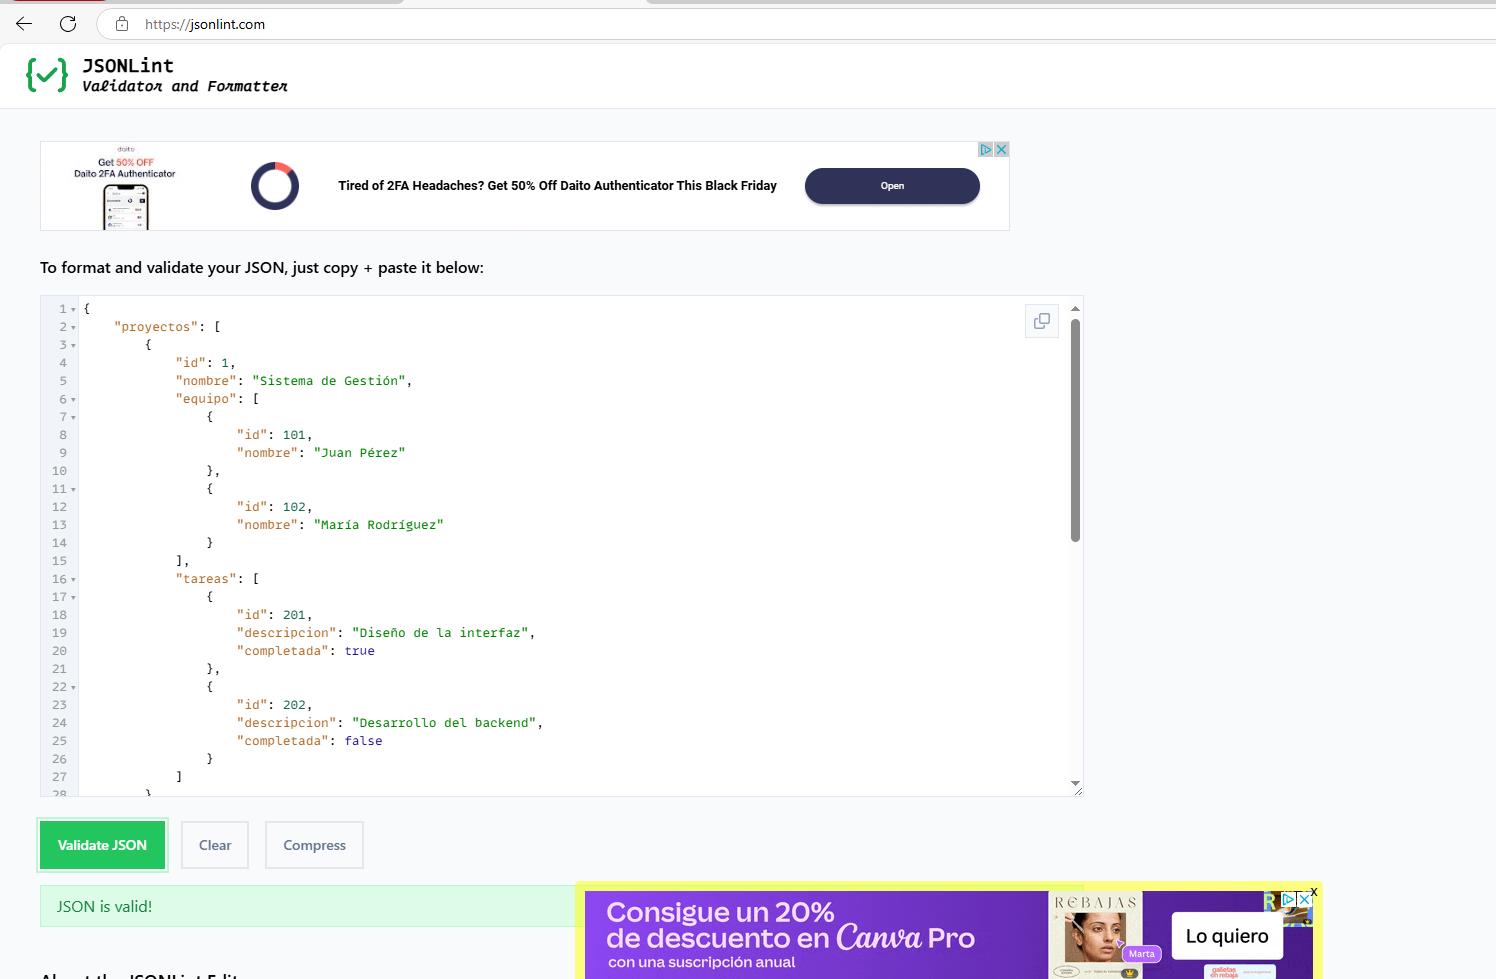 https://jsonlint.com
JSONLint
Validator and Formatter
daito
Get 50% OFF
Daito 2FA Authenticator
Tired of 2FA Headaches? Get 50% Off Daito Authenticator This Black Friday
Open
To format and validate your JSON, just copy + paste it below:
1 {
2 "proyectos": [
3 {
4 "id": 1,
5 "nombre": "Sistema de Gestión",
6 "equipo": [
7 {
8 "id": 101,
9 "nombre": "Juan Pérez"
10 },
11 {
12 "id": 102,
13 "nombre": "María Rodríguez"
14 }
15 ],
16 "tareas": [
17 {
18 "id": 201,
19 "descripcion": "Diseño de la interfaz",
20 "completada": true
21 },
22 {
23 "id": 202,
24 "descripcion": "Desarrollo del backend",
25 "completada": false
26 }
27 ]
28 }
Validate JSON
Clear
Compress
JSON is valid!
x
Consigue un 20%
de descuento en Canva Pro
con una suscripción anual
REBAJAS
Marta
Lo quiero
galletas
en rebaja
About the JSONLint Edit